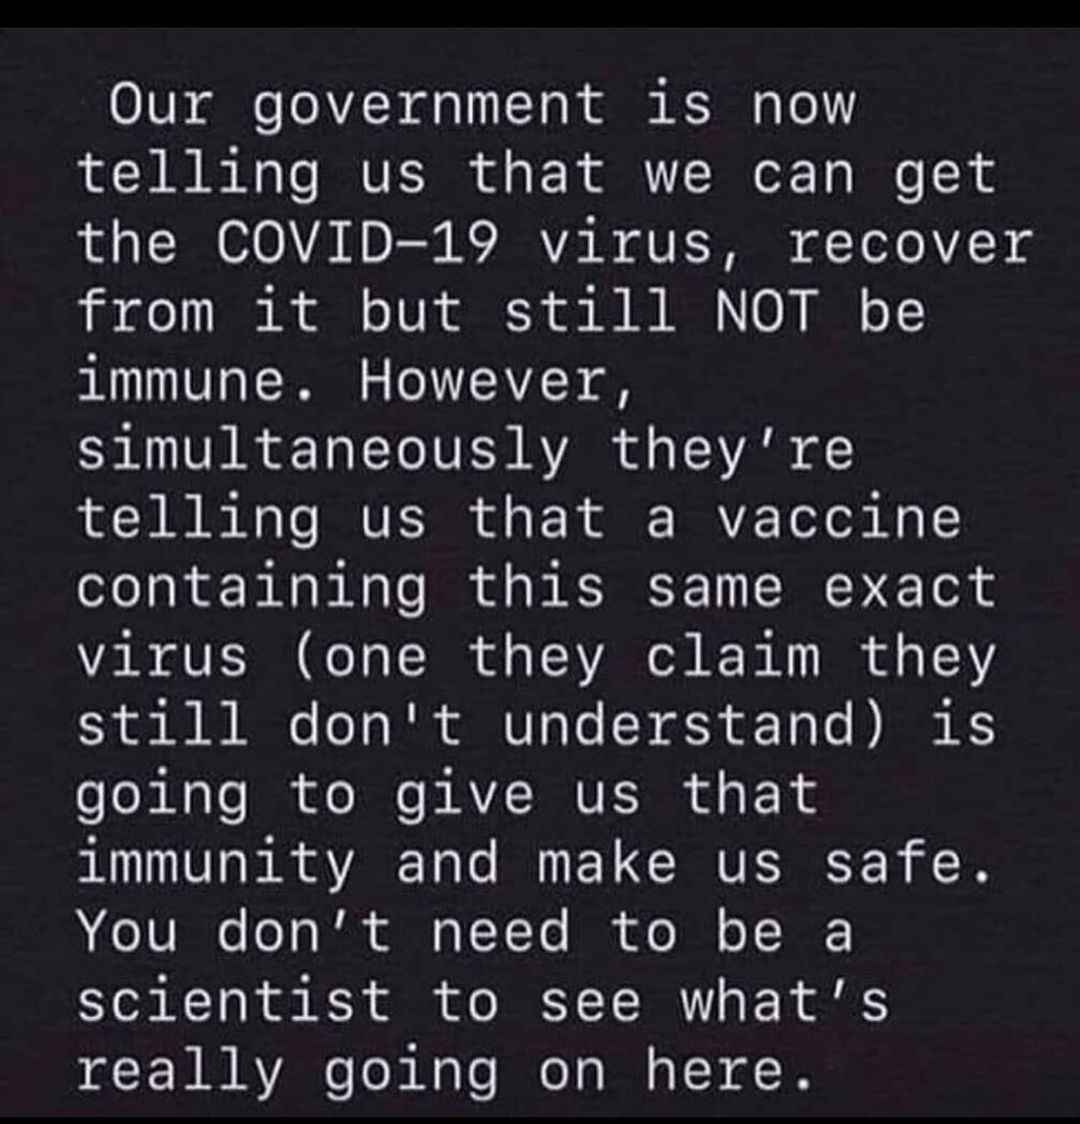 Our government is now
telling us that we can get
the COVID–19 virus, recover
from it but still NOT be
immune. However,
simultaneously they’re
telling us that a vaccine
containing this same exact
virus (one they claim they
still don't understand) is
going to give us that
immunity and make us safe.
You don’t need to be a
scientist to see what’s
really going on here.